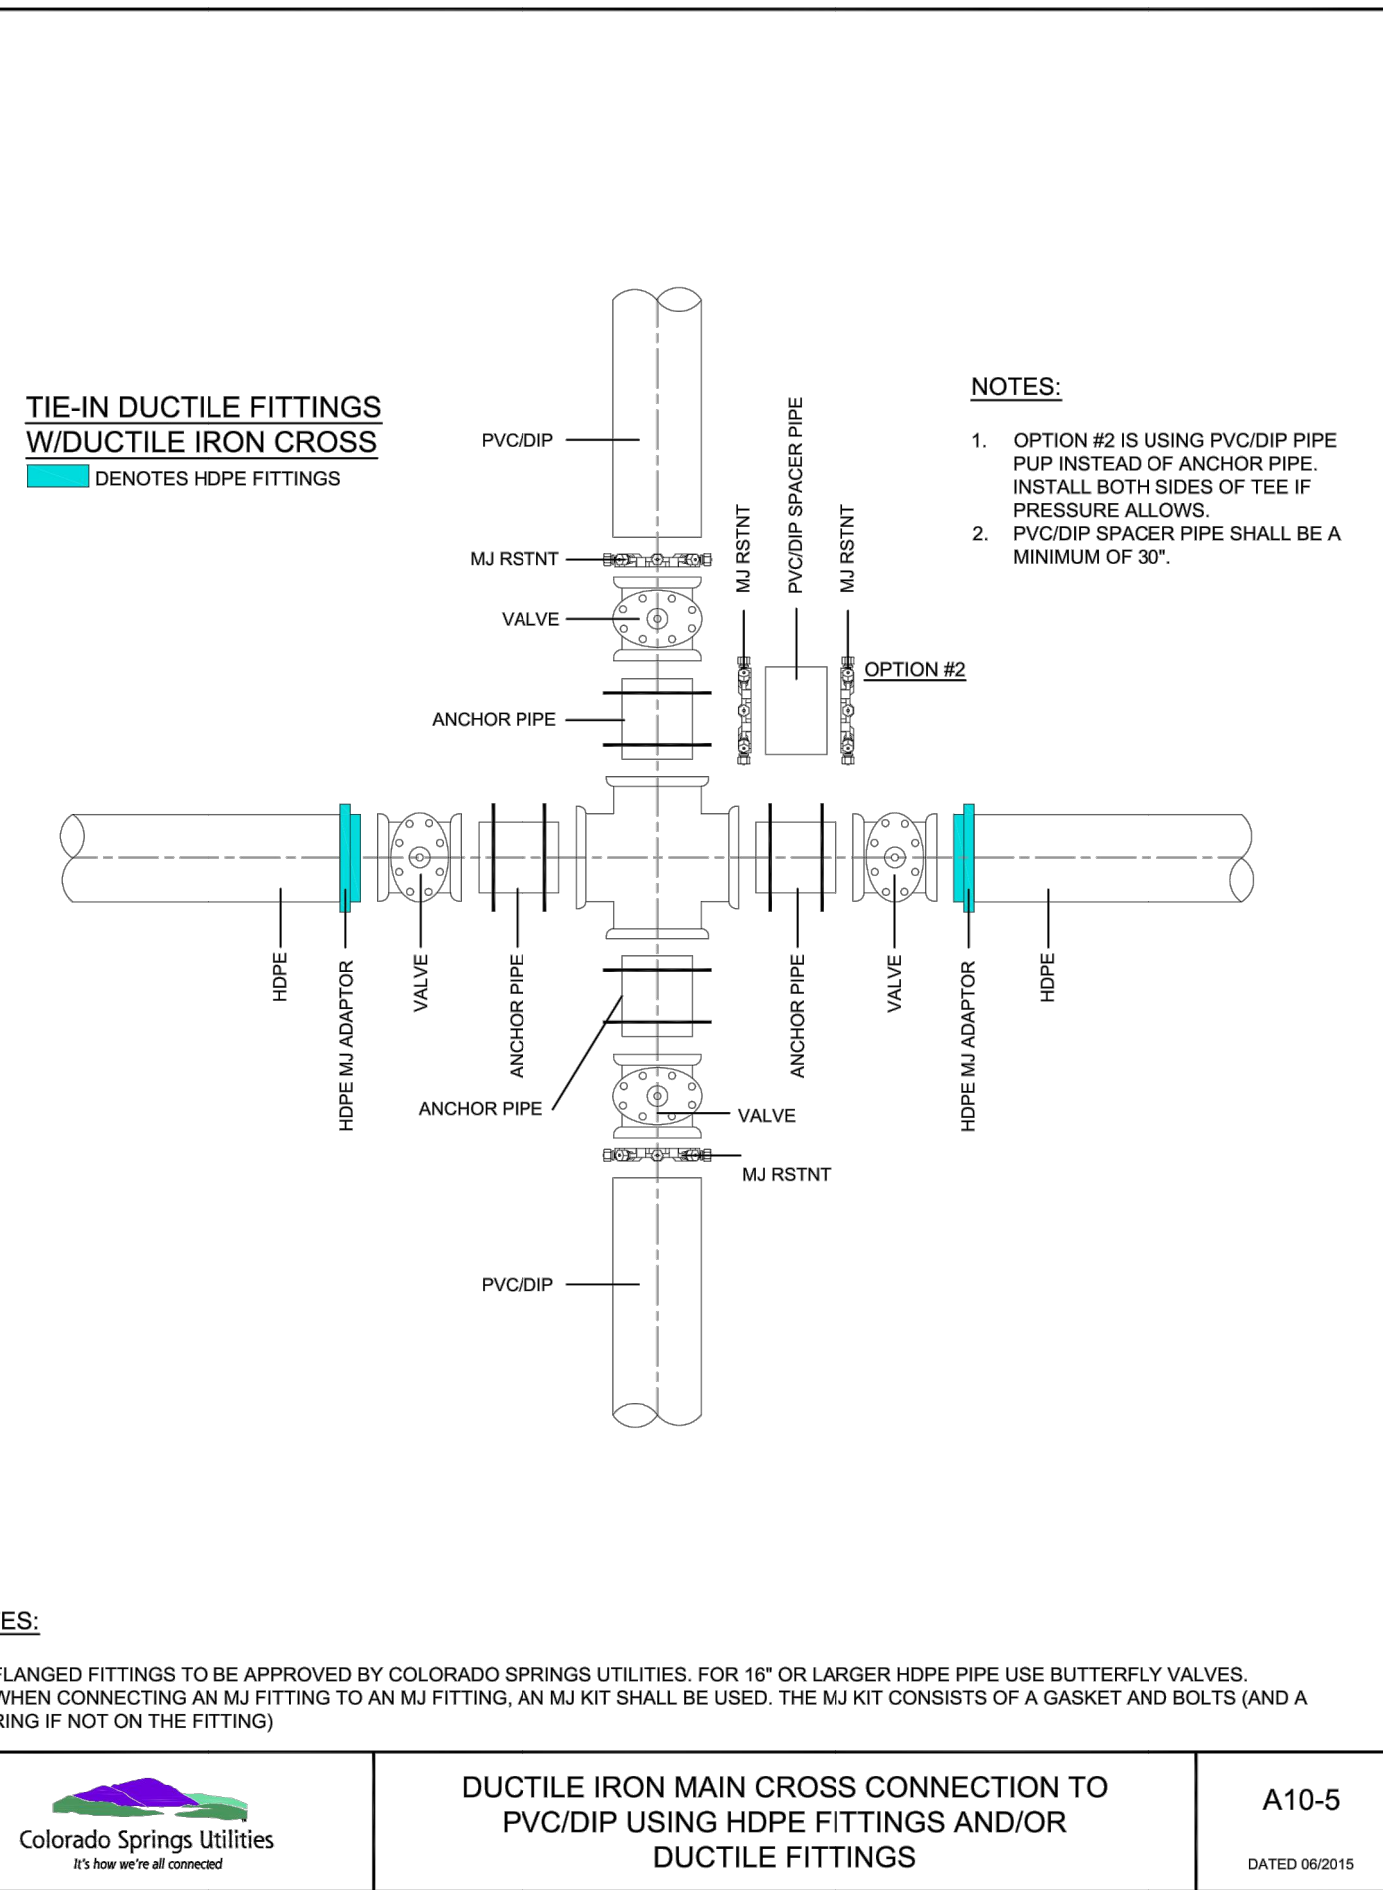 TIE-IN DUCTILE FITTINGS
W/DUCTILE IRON CROSS
DENOTES HDPE FITTINGS
NOTES:
1. OPTION #2 IS USING PVC/DIP PIPE
PUP INSTEAD OF ANCHOR PIPE.
INSTALL BOTH SIDES OF TEE IF
PRESSURE ALLOWS.
2. PVC/DIP SPACER PIPE SHALL BE A
MINIMUM OF 30".
PVC/DIP
MJ RSTNT
VALVE
ANCHOR PIPE
MJ RSTNT
PVC/DIP SPACER PIPE
MJ RSTNT
OPTION #2
HDPE
HDPE MJ ADAPTOR
VALVE
ANCHOR PIPE
ANCHOR PIPE
VALVE
HDPE MJ ADAPTOR
HDPE
ANCHOR PIPE
VALVE
MJ RSTNT
PVC/DIP
ES:
FLANGED FITTINGS TO BE APPROVED BY COLORADO SPRINGS UTILITIES. FOR 16" OR LARGER HDPE PIPE USE BUTTERFLY VALVES.
WHEN CONNECTING AN MJ FITTING TO AN MJ FITTING, AN MJ KIT SHALL BE USED. THE MJ KIT CONSISTS OF A GASKET AND BOLTS (AND A
RING IF NOT ON THE FITTING)
Colorado Springs Utilities
It's how we're all connected
DUCTILE IRON MAIN CROSS CONNECTION TO
PVC/DIP USING HDPE FITTINGS AND/OR
DUCTILE FITTINGS
A10-5
DATED 06/2015